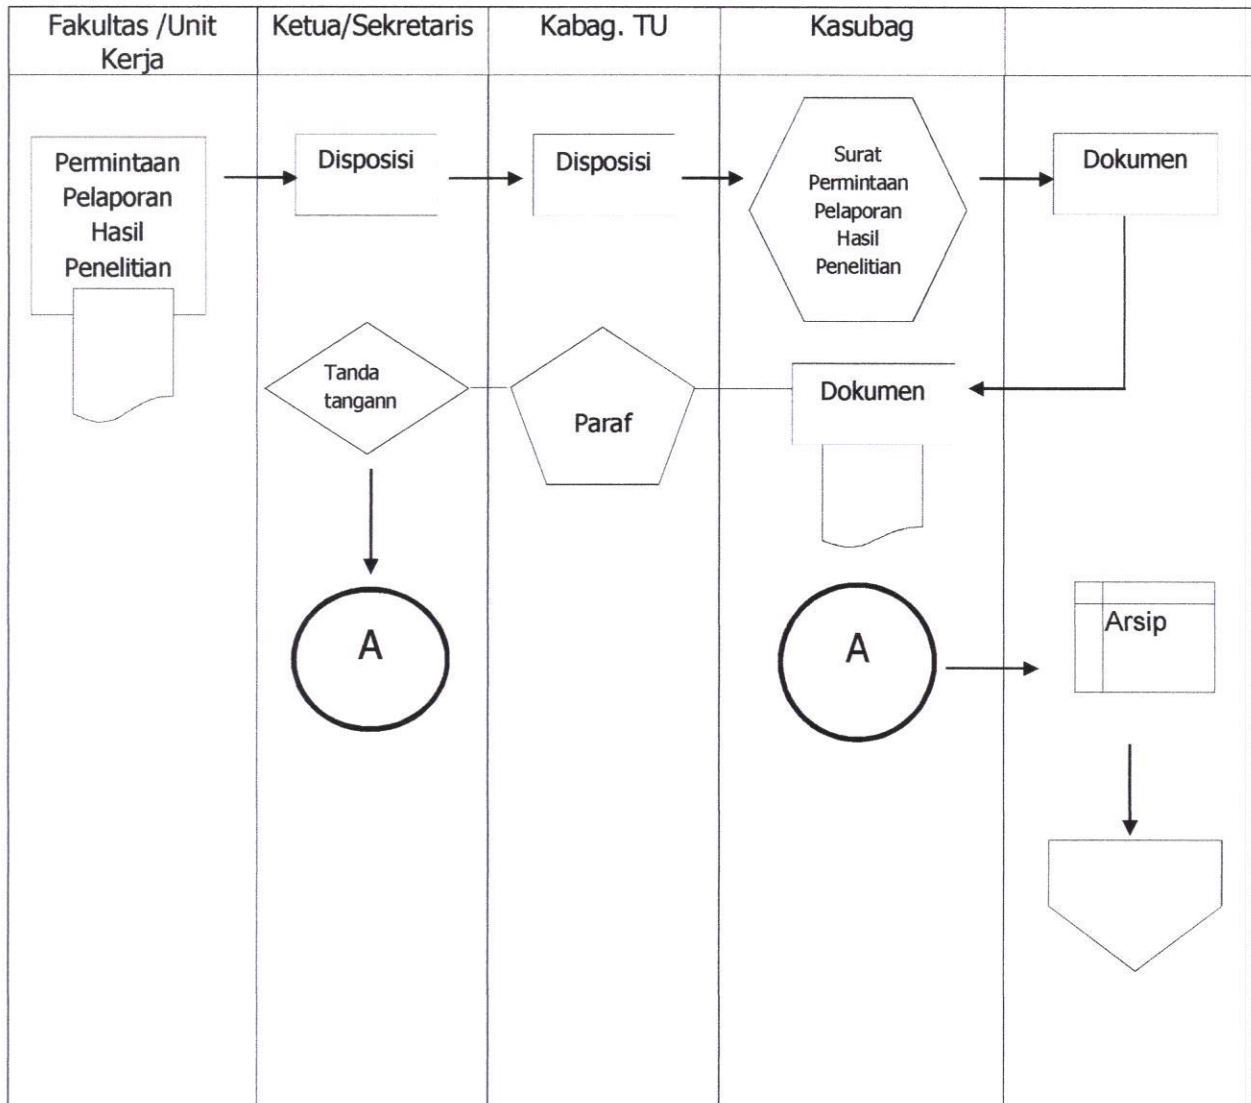 Fakultas /Unit
Kerja
Ketua/Sekretaris
Kabag. TU
Kasubag
Permintaan
Pelaporan
Hasil
Penelitian
Disposisi
Disposisi
Surat
Permintaan
Pelaporan
Hasil
Penelitian
Dokumen
Tanda
tangann
Paraf
Dokumen
A
A
Arsip